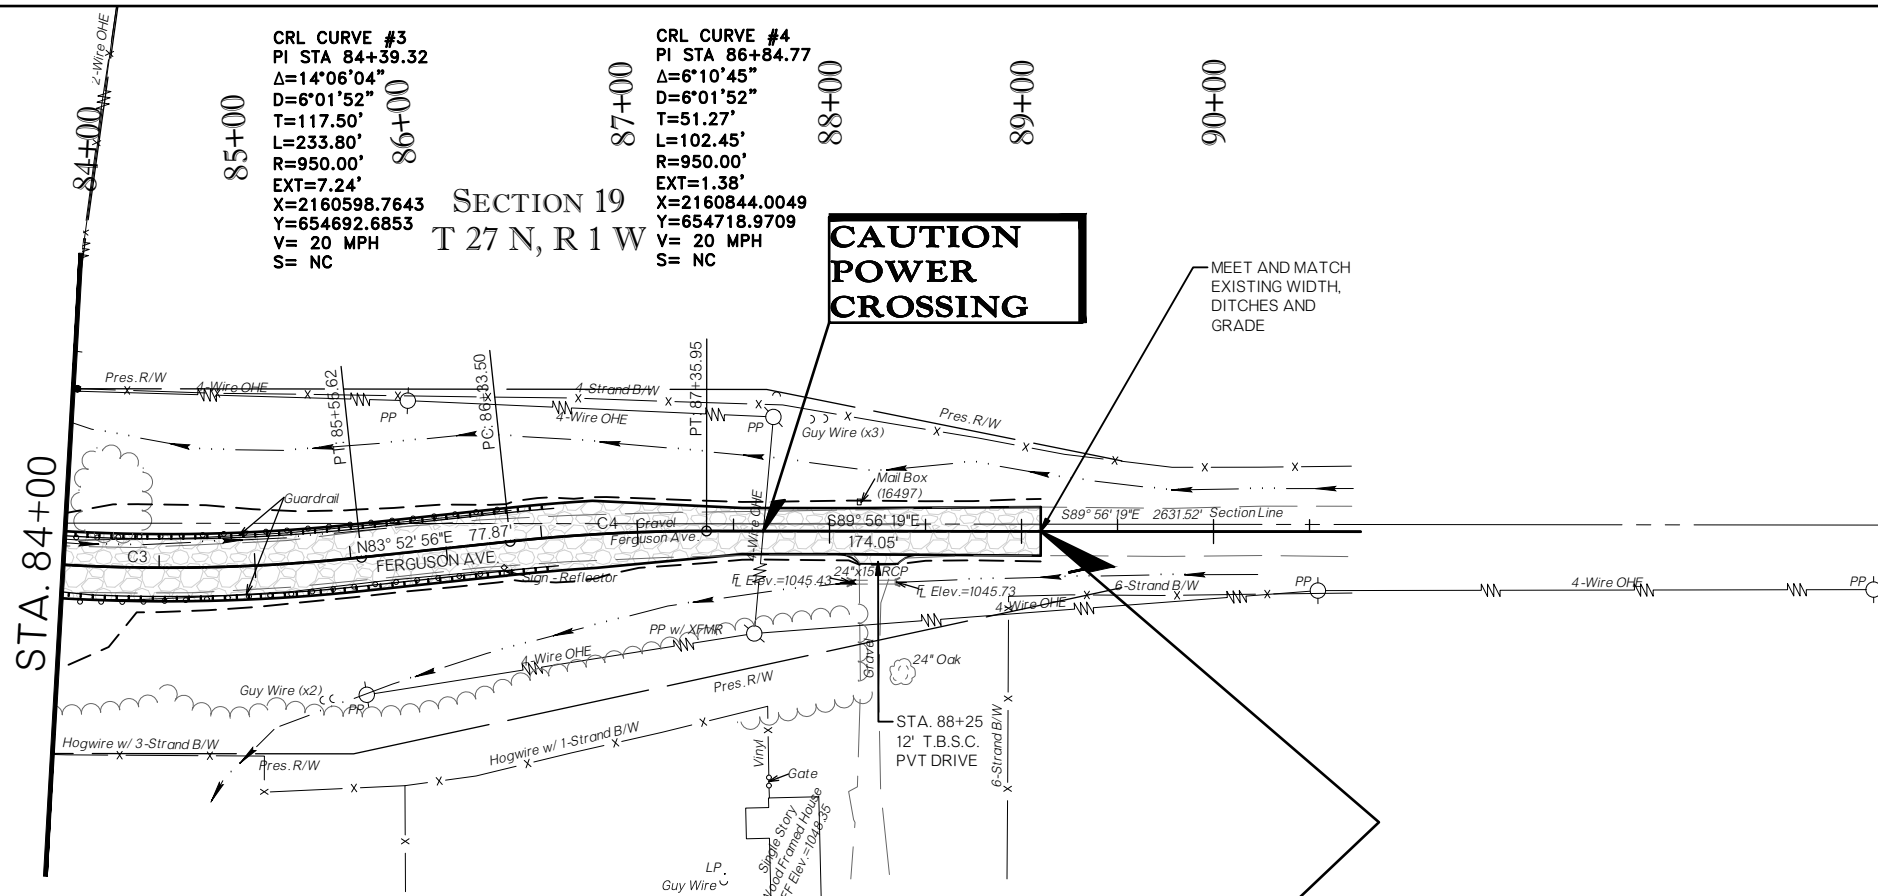 2-Wire OHE
84+00
85+00
CRL CURVE #3
PI STA 84+39.32
Δ=14°06'04"
D=6°01'52"
T=117.50'
L=233.80'
R=950.00'
EXT=7.24'
X=2160598.7643
Y=654692.6853
V= 20 MPH
S= NC
86+00
SECTION 19
T 27 N, R 1 W
87+00
CRL CURVE #4
PI STA 86+84.77
Δ=6°10'45"
D=6°01'52"
T=51.27'
L=102.45'
R=950.00'
EXT=1.38'
X=2160844.0049
Y=654718.9709
V= 20 MPH
S= NC
88+00
89+00
90+00
CAUTION
POWER
CROSSING
MEET AND MATCH
EXISTING WIDTH,
DITCHES AND
GRADE
Pres. R/W
4-Wire OHE
PT: 85+55.62
PP
PC: 86+33.50
4-Strand B/W
4-Wire OHE
PT: 87+35.95
PP
Guy Wire (x3)
Pres. R/W
Mail Box
(16497)
STA. 84+00
Guardrail
C3
N83° 52' 56"E
77.87'
FERGUSON AVE.
C4
Gravel
Ferguson Ave.
4-Wire OHE
S89° 56' 19"E
174.05'
S89° 56' 19"E 2631.52' Section Line
Sign - Reflector
FL Elev.=1045.43
24"x15' RCP
FL Elev.=1045.73
6-Strand B/W
4-Wire OHE
PP
4-Wire OHE
PP
PP w/ XFMR
4-Wire OHE
Gravel
24" Oak
Guy Wire (x2)
PP
Pres. R/W
STA. 88+25
12' T.B.S.C.
PVT DRIVE
6-Strand B/W
Hogwire w/ 3-Strand B/W
Pres. R/W
Hogwire w/ 1-Strand B/W
Vinyl
Gate
Single Story
Wood Framed House
FF Elev.=1048.35
LP
Guy Wire